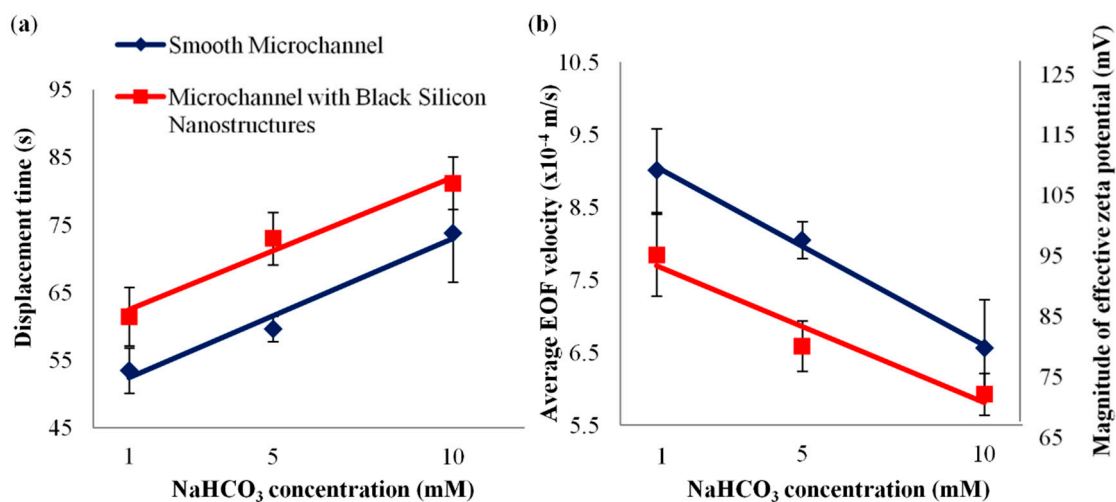 (a)
Smooth Microchannel
Microchannel with Black Silicon
Nanostructures
Displacement time (s)
95
85
75
65
55
45
1 5 10
NaHCO₃ concentration (mM)
(b)
Average EOF velocity (x10⁻⁴ m/s)
10.5
9.5
8.5
7.5
6.5
5.5
1 5 10
NaHCO₃ concentration (mM)
125
115
105
95
85
75
65
Magnitude of effective zeta potential (mV)